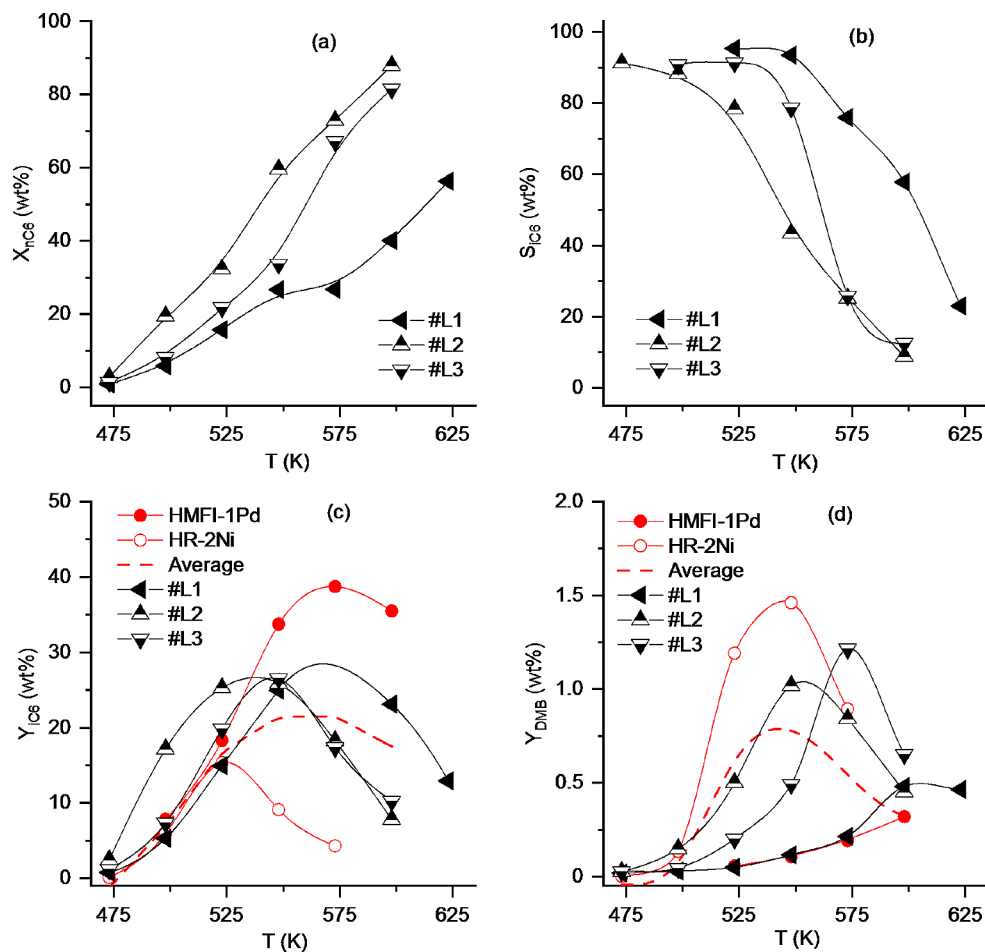 (a)
X_nC6 (wt%)
100
80
60
40
20
0
#L1
#L2
#L3
475 525 575 625
T (K)
(b)
S_iC6 (wt%)
100
80
60
40
20
0
#L1
#L2
#L3
475 525 575 625
T (K)
(c)
Y_iC6 (wt%)
50
40
30
20
10
0
HMFI-1Pd
HR-2Ni
Average
#L1
#L2
#L3
475 525 575 625
T (K)
(d)
Y_DMB (wt%)
2.0
1.5
1.0
0.5
0
HMFI-1Pd
HR-2Ni
Average
#L1
#L2
#L3
475 525 575 625
T (K)